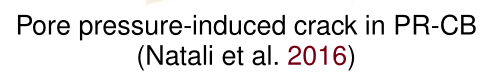 Pore pressure-induced crack in PR-CB
(Natali et al. 2016)